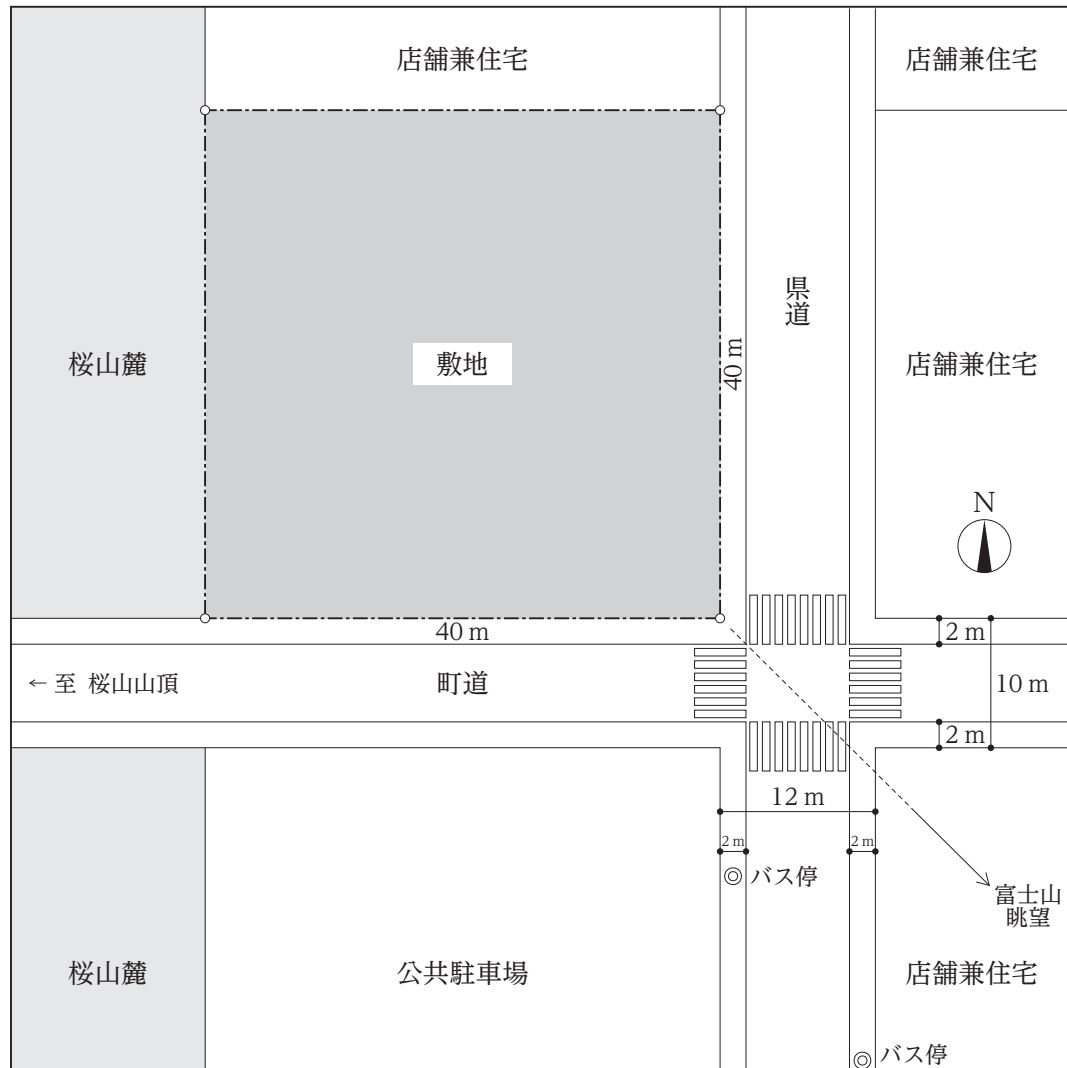 店舗兼住宅
店舗兼住宅
県道
桜山麓
敷地
40 m
店舗兼住宅
N
40 m
2 m
← 至 桜山山頂
町道
10 m
2 m
12 m
2 m
2 m
バス停
富士山
眺望
桜山麓
公共駐車場
店舗兼住宅
バス停